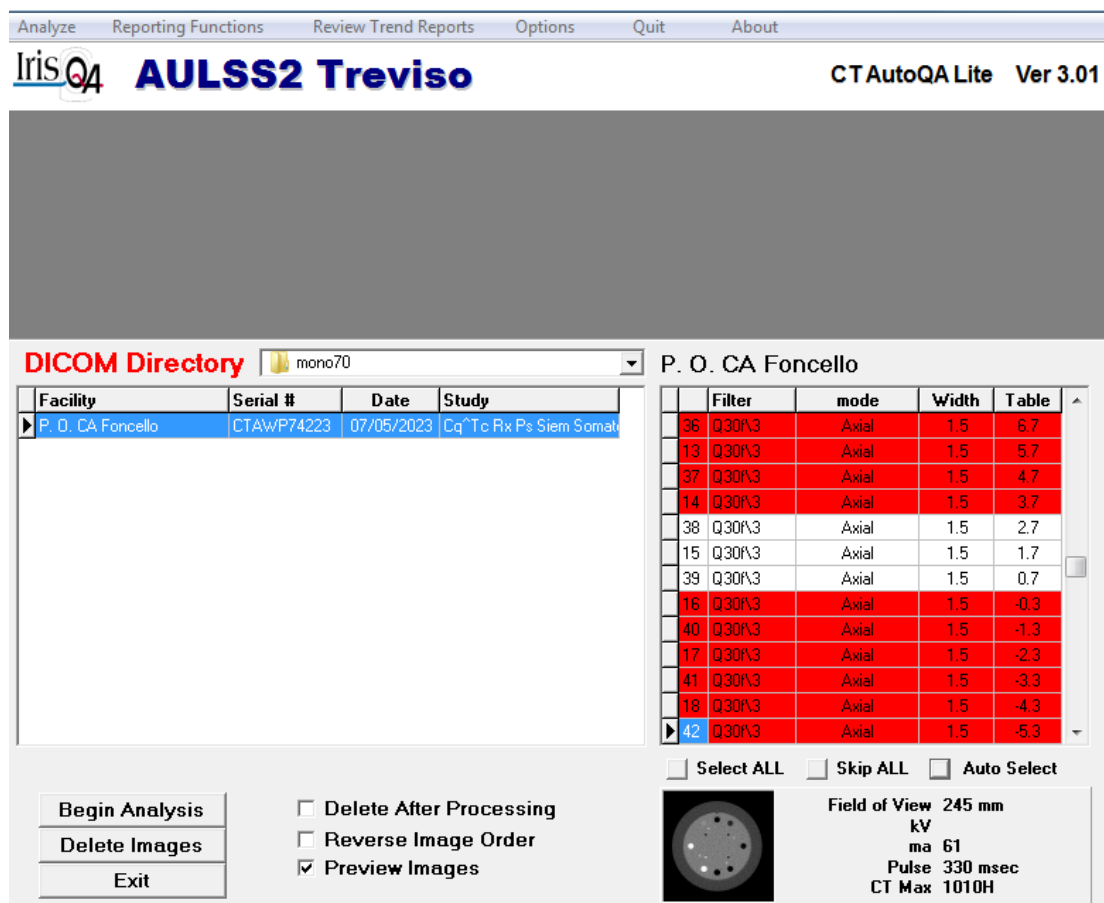 Analyze Reporting Functions Review Trend Reports Options Quit About
Iris QA AULSS2 Treviso CT AutoQA Lite Ver 3.01
DICOM Directory mono70 P. O. CA Foncello
Facility Serial # Date Study
P. O. CA Foncello CTAWP74223 07/05/2023 Cq^Tc Rx Ps Siem Somat
Filter mode Width Table
36 Q30f\3 Axial 1.5 6.7
13 Q30f\3 Axial 1.5 5.7
37 Q30f\3 Axial 1.5 4.7
14 Q30f\3 Axial 1.5 3.7
38 Q30f\3 Axial 1.5 2.7
15 Q30f\3 Axial 1.5 1.7
39 Q30f\3 Axial 1.5 0.7
16 Q30f\3 Axial 1.5 -0.3
40 Q30f\3 Axial 1.5 -1.3
17 Q30f\3 Axial 1.5 -2.3
41 Q30f\3 Axial 1.5 -3.3
18 Q30f\3 Axial 1.5 -4.3
42 Q30f\3 Axial 1.5 -5.3
Select ALL Skip ALL Auto Select
Begin Analysis
Delete Images
Exit
Delete After Processing
Reverse Image Order
Preview Images
Field of View 245 mm
kV
ma 61
Pulse 330 msec
CT Max 1010H